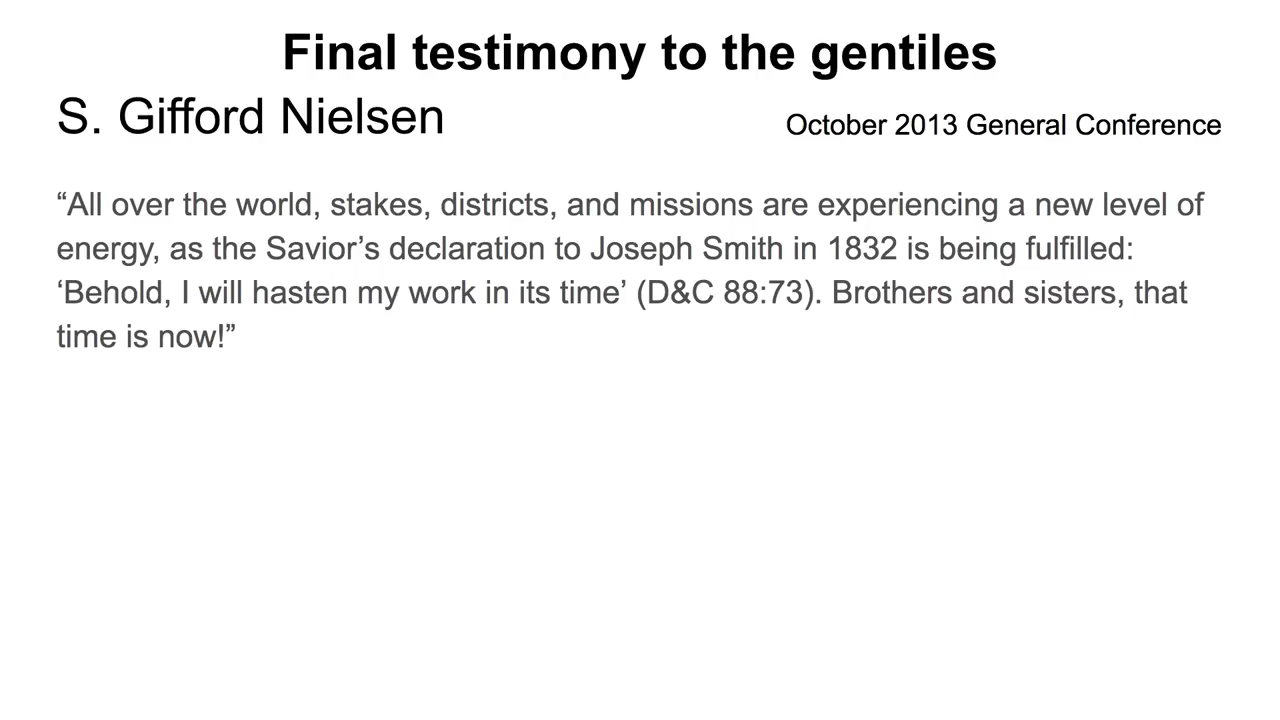 Final testimony to the gentiles
S. Gifford Nielsen
October 2013 General Conference
“All over the world, stakes, districts, and missions are experiencing a new level of
energy, as the Savior’s declaration to Joseph Smith in 1832 is being fulfilled:
‘Behold, I will hasten my work in its time’ (D&C 88:73). Brothers and sisters, that
time is now!”